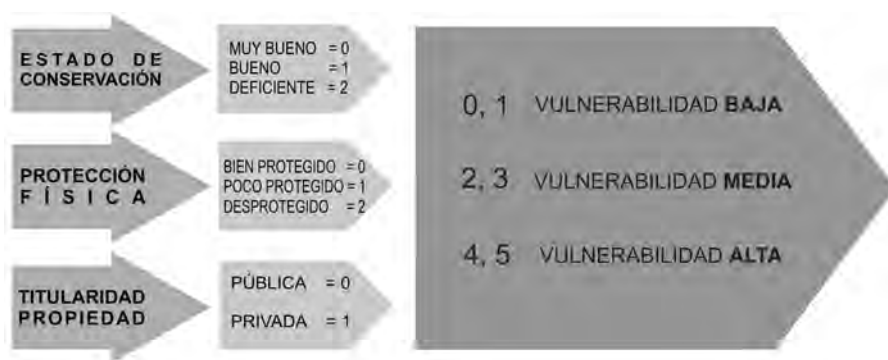 ESTADO DE
CONSERVACIÓN
MUY BUENO = 0
BUENO = 1
DEFICIENTE = 2
PROTECCIÓN
FÍSICA
BIEN PROTEGIDO = 0
POCO PROTEGIDO = 1
DESPROTEGIDO = 2
TITULARIDAD
PROPIEDAD
PÚBLICA = 0
PRIVADA = 1
0, 1 VULNERABILIDAD BAJA
2, 3 VULNERABILIDAD MEDIA
4, 5 VULNERABILIDAD ALTA